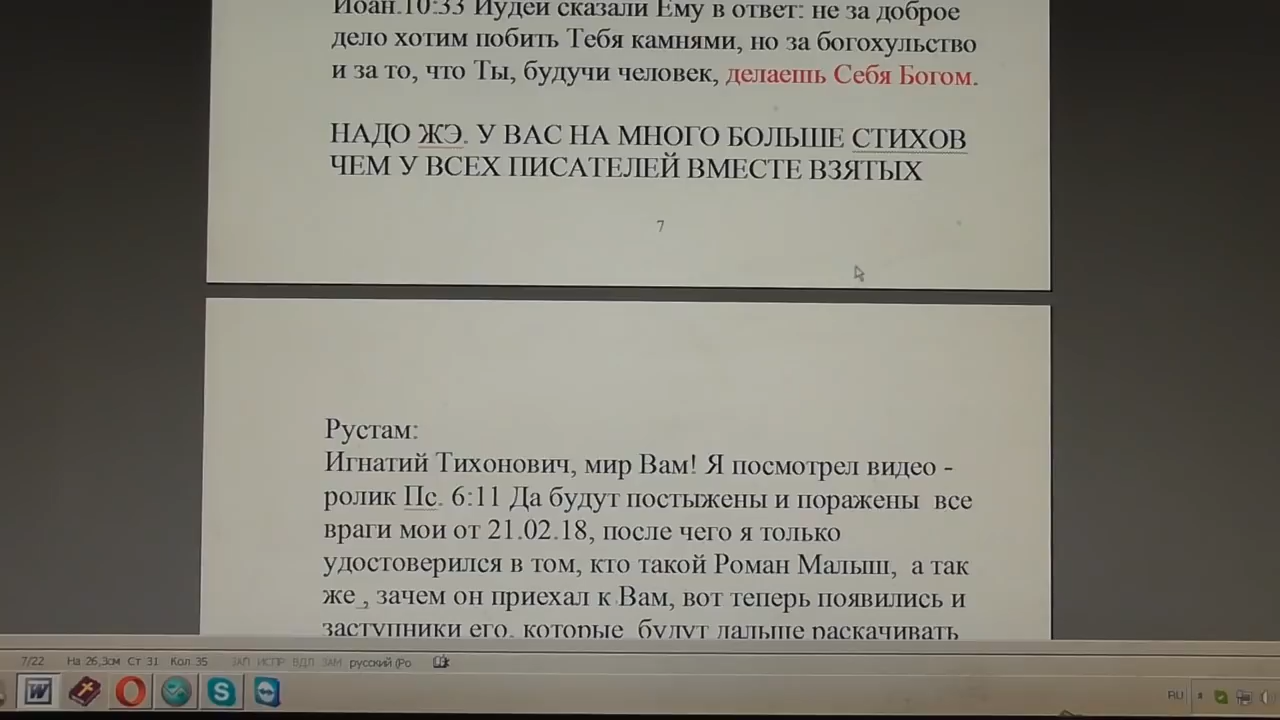 Иоан.10:33 Иудеи сказали Ему в ответ: не за доброе
дело хотим побить Тебя камнями, но за богохульство
и за то, что Ты, будучи человек, делаешь Себя Богом.
НАДО ЖЭ. У ВАС НА МНОГО БОЛЬШЕ СТИХОВ
ЧЕМ У ВСЕХ ПИСАТЕЛЕЙ ВМЕСТЕ ВЗЯТЫХ
7
Рустам:
Игнатий Тихонович, мир Вам! Я посмотрел видео -
ролик Пс. 6:11 Да будут постыжены и поражены все
враги мои от 21.02.18, после чего я только
удостоверился в том, кто такой Роман Малыш, а так
же , зачем он приехал к Вам, вот теперь появились и
заступники его, которые будут дальше раскачивать
7/22 На 26,3см Ст 31 Кол 35 ЗАП ИСПР ВДЛ ЗАМ русский (Ро
RU